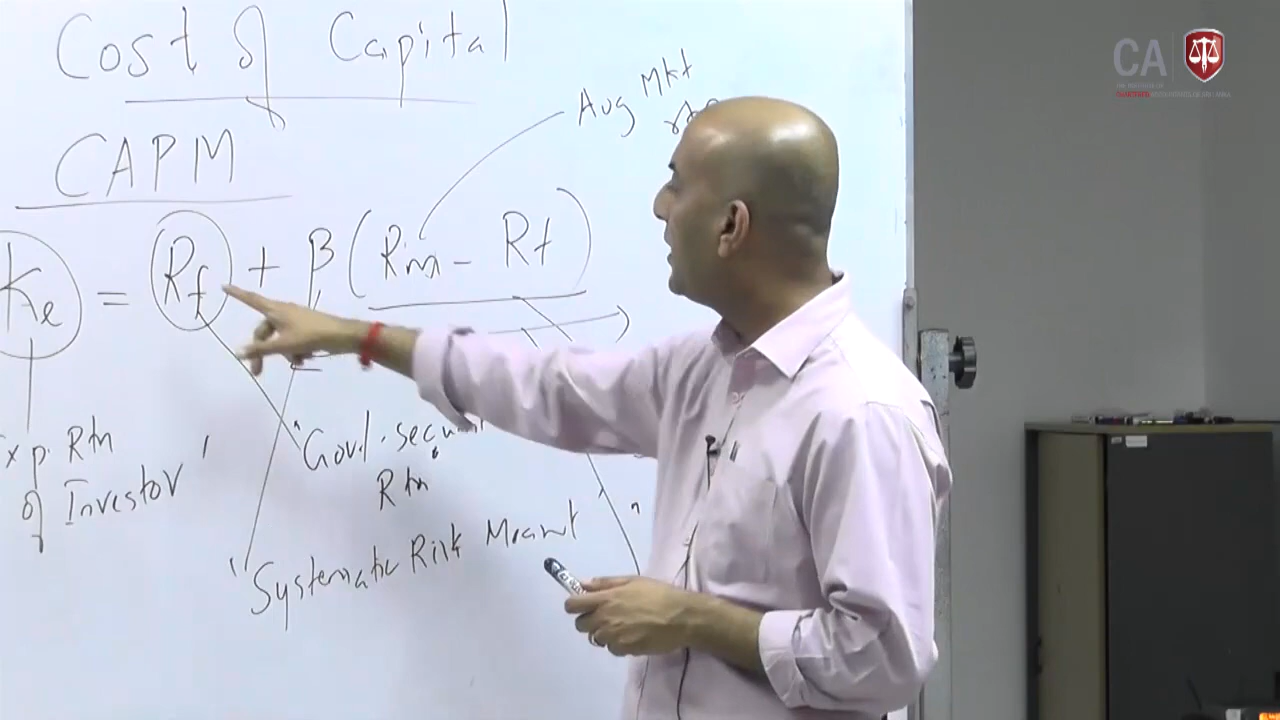 Cost of Capital
CAPM
Avg Mkt
Ke = Rf + β (Rm - Rf)
Exp. Rtn
of Investor
Govt. secu
Rtn
Systematic Risk
CA